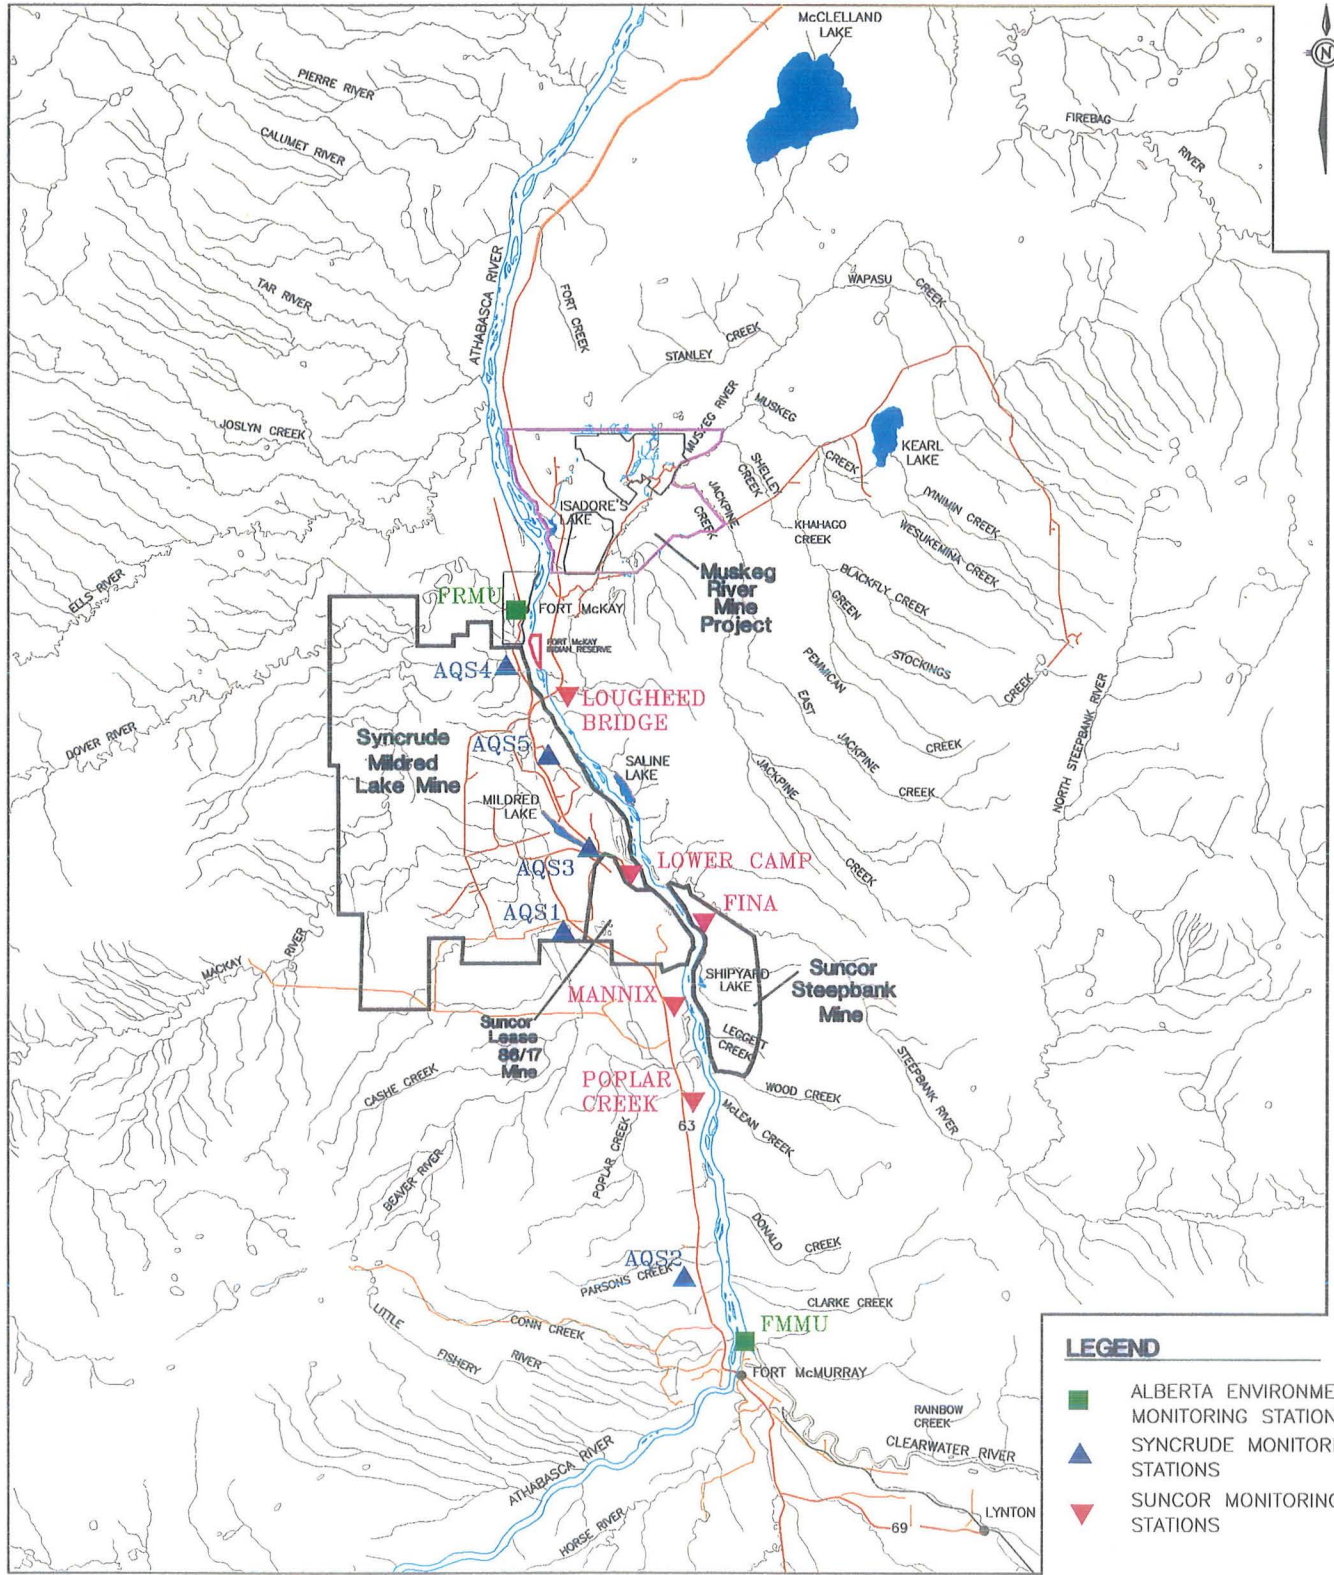 McCLELLAND
LAKE
N
PIERRE RIVER
CALUMET RIVER
FIREBAG
RIVER
ATHABASCA RIVER
TAR RIVER
FORT CREEK
WAPASU
CREEK
STANLEY
CREEK
JOSLYN CREEK
MUSKEG RIVER
MUSKEG
CREEK
KEARL
LAKE
SHELLEY
CREEK
JACKPINE
CREEK
ISADORE'S
LAKE
KHAHAGO
CREEK
IYINIMIN CREEK
WESUKEMINA CREEK
BLACKFLY CREEK
GREEN
STOCKINGS
CREEK
Muskeg
River
Mine
Project
ELLS RIVER
FRMU
FORT McKAY
FORT McKAY
INDIAN RESERVE
AQS4
LOUGHEED
BRIDGE
PEMMICAN
CREEK
EAST
JACKPINE
CREEK
JACKPINE
CREEK
NORTH STEEPBANK RIVER
DOVER RIVER
Syncrude
Mildred
Lake Mine
AQS5
SALINE
LAKE
MILDRED
LAKE
AQS3
LOWER CAMP
FINA
AQS1
MACKAY
RIVER
MANNIX
SHIPYARD
LAKE
Suncor
Steepbank
Mine
Suncor
Lease
86/17
Mine
LEGGETT
CREEK
STEEPBANK RIVER
CASHE CREEK
POPLAR
CREEK
63
WOOD CREEK
McLEAN CREEK
POPLAR CREEK
BEAVER RIVER
DONALD
CREEK
AQS2
PARSONS CREEK
CLARKE CREEK
LITTLE
FISHERY
RIVER
CONN CREEK
FMMU
FORT McMURRAY
RAINBOW
CREEK
CLEARWATER RIVER
ATHABASCA RIVER
HORSE RIVER
69
LYNTON
LEGEND
ALBERTA ENVIRONME
MONITORING STATION
SYNCRUDE MONITORI
STATIONS
SUNCOR MONITORING
STATIONS